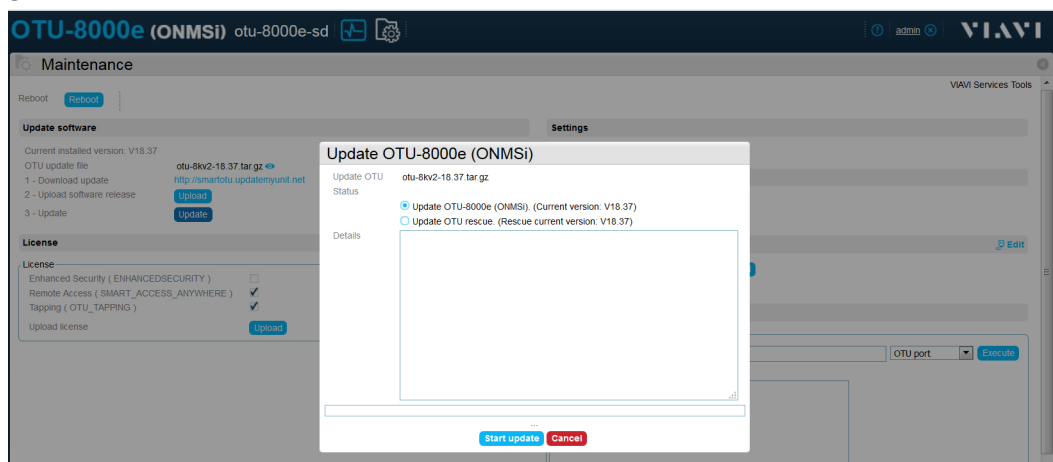 OTU-8000e (ONMSi) otu-8000e-sd admin VIAVI
Maintenance
VIAVI Services Tools
Reboot Reboot
Update software
Settings
Current installed version: V18.37
OTU update file otu-8kv2-18.37.tar.gz
1 - Download update http://smartotu.updatemyunit.net
2 - Upload software release Upload
3 - Update Update
License
Edit
License
Enhanced Security ( ENHANCEDSECURITY )
Remote Access ( SMART_ACCESS_ANYWHERE )
Tapping ( OTU_TAPPING )
Upload license Upload
OTU port Execute
Update OTU-8000e (ONMSi)
Update OTU otu-8kv2-18.37.tar.gz
Status
Update OTU-8000e (ONMSi). (Current version: V18.37)
Update OTU rescue. (Rescue current version: V18.37)
Details
...
Start update Cancel